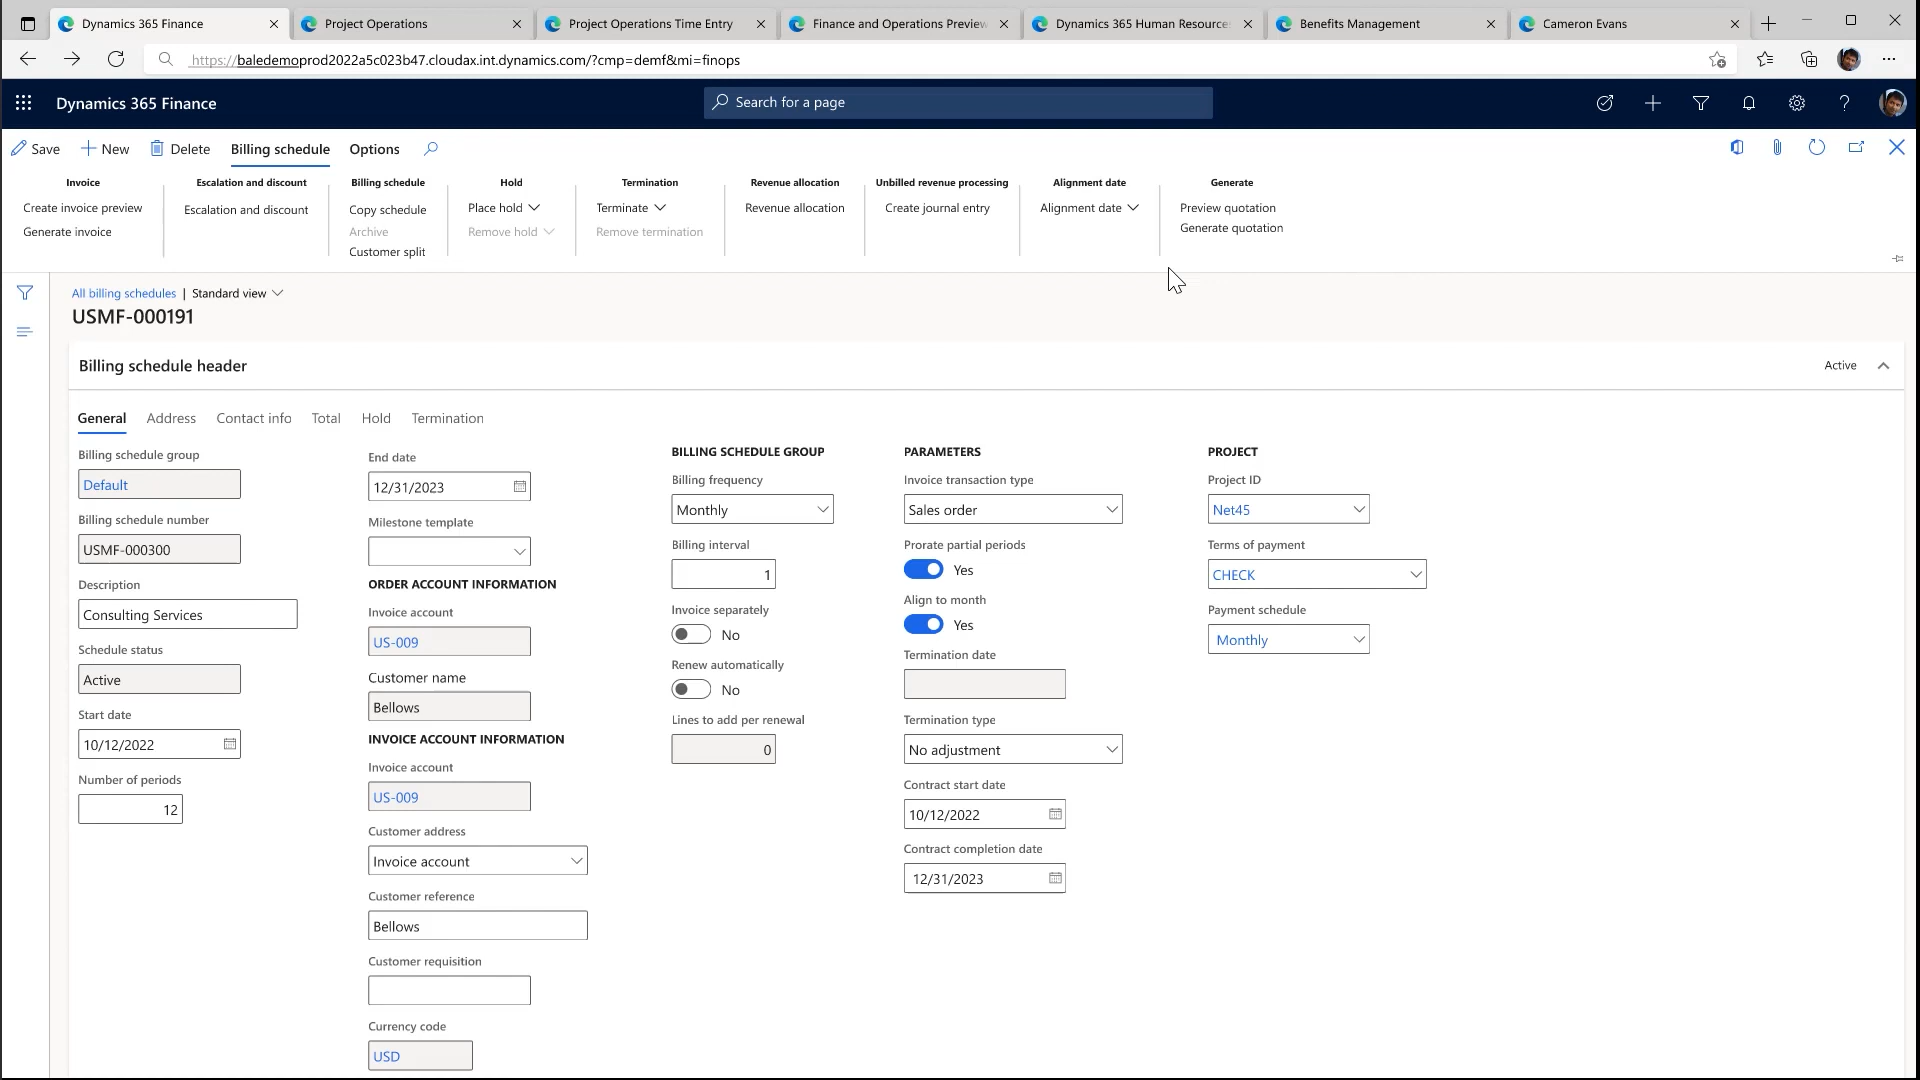 Dynamics 365 Finance
Project Operations
Project Operations Time Entry
Finance and Operations Preview
Dynamics 365 Human Resource
Benefits Management
Cameron Evans
https://baledemoprod2022a5c023b47.cloudax.int.dynamics.com/?cmp=demf&mi=finops
Dynamics 365 Finance
Search for a page
Save
New
Delete
Billing schedule
Options
Invoice
Create invoice preview
Generate invoice
Escalation and discount
Escalation and discount
Billing schedule
Copy schedule
Archive
Customer split
Hold
Place hold
Remove hold
Termination
Terminate
Remove termination
Revenue allocation
Revenue allocation
Unbilled revenue processing
Create journal entry
Alignment date
Alignment date
Generate
Preview quotation
Generate quotation
All billing schedules | Standard view
USMF-000191
Billing schedule header
Active
General
Address
Contact info
Total
Hold
Termination
Billing schedule group
Default
Billing schedule number
USMF-000300
Description
Consulting Services
Schedule status
Active
Start date
10/12/2022
Number of periods
12
End date
12/31/2023
Milestone template
ORDER ACCOUNT INFORMATION
Invoice account
US-009
Customer name
Bellows
INVOICE ACCOUNT INFORMATION
Invoice account
US-009
Customer address
Invoice account
Customer reference
Bellows
Customer requisition
Currency code
USD
BILLING SCHEDULE GROUP
Billing frequency
Monthly
Billing interval
1
Invoice separately
No
Renew automatically
No
Lines to add per renewal
0
PARAMETERS
Invoice transaction type
Sales order
Prorate partial periods
Yes
Align to month
Yes
Termination date
Termination type
No adjustment
Contract start date
10/12/2022
Contract completion date
12/31/2023
PROJECT
Project ID
Net45
Terms of payment
CHECK
Payment schedule
Monthly